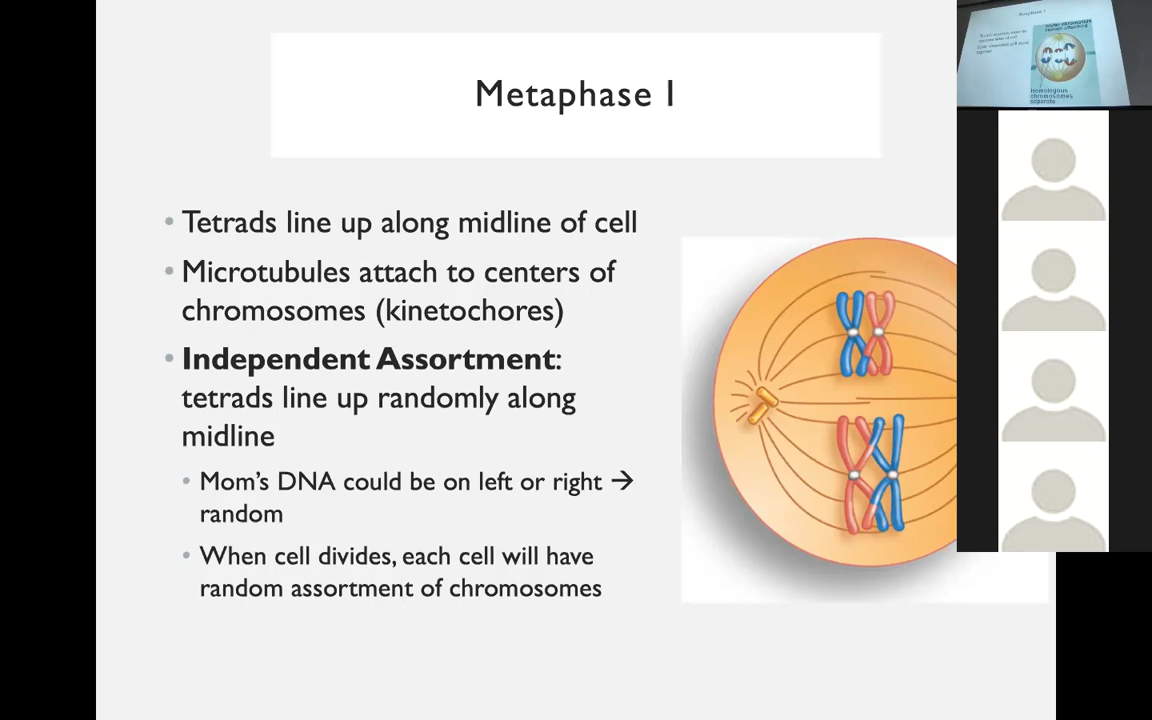 Metaphase I
• Tetrads line up along midline of cell
• Microtubules attach to centers of
chromosomes (kinetochores)
• Independent Assortment:
tetrads line up randomly along
midline
• Mom's DNA could be on left or right →
random
• When cell divides, each cell will have
random assortment of chromosomes
Anaphase I
Homologous
chromosomes
separate